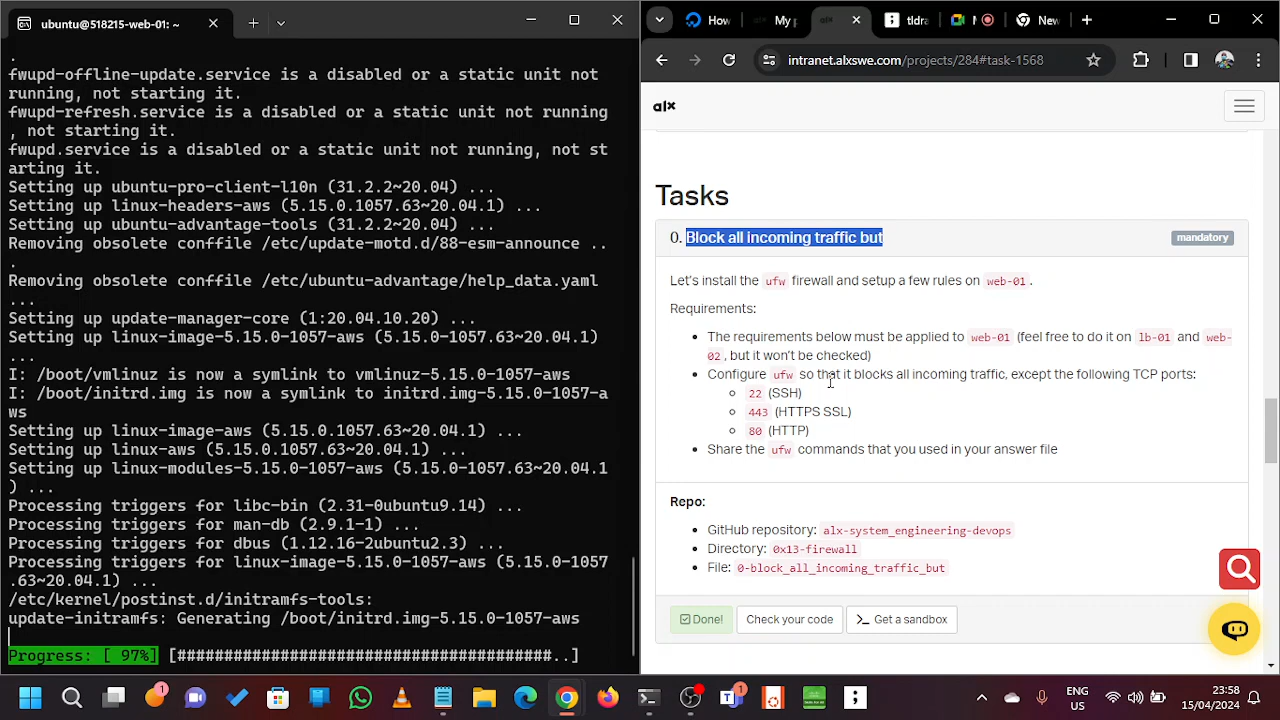 ubuntu@518215-web-01: ~
.
fwupd-offline-update.service is a disabled or a static unit not
running, not starting it.
fwupd-refresh.service is a disabled or a static unit not running
, not starting it.
fwupd.service is a disabled or a static unit not running, not st
arting it.
Setting up ubuntu-pro-client-l10n (31.2.2~20.04) ...
Setting up linux-headers-aws (5.15.0.1057.63~20.04.1) ...
Setting up ubuntu-advantage-tools (31.2.2~20.04) ...
Removing obsolete conffile /etc/update-motd.d/88-esm-announce ..
.
Removing obsolete conffile /etc/ubuntu-advantage/help_data.yaml
...
Setting up update-manager-core (1:20.04.10.20) ...
Setting up linux-image-5.15.0-1057-aws (5.15.0-1057.63~20.04.1)
...
I: /boot/vmlinuz is now a symlink to vmlinuz-5.15.0-1057-aws
I: /boot/initrd.img is now a symlink to initrd.img-5.15.0-1057-a
ws
Setting up linux-image-aws (5.15.0.1057.63~20.04.1) ...
Setting up linux-aws (5.15.0.1057.63~20.04.1) ...
Setting up linux-modules-5.15.0-1057-aws (5.15.0-1057.63~20.04.1
) ...
Processing triggers for libc-bin (2.31-0ubuntu9.14) ...
Processing triggers for man-db (2.9.1-1) ...
Processing triggers for dbus (1.12.16-2ubuntu2.3) ...
Processing triggers for linux-image-5.15.0-1057-aws (5.15.0-1057
.63~20.04.1) ...
/etc/kernel/postinst.d/initramfs-tools:
update-initramfs: Generating /boot/initrd.img-5.15.0-1057-aws
Progress: [ 97%] [########################################..]
How
My p
alx
tldra
N
New
intranet.alxswe.com/projects/284#task-1568
alx
Tasks
0. Block all incoming traffic but
mandatory
Let's install the ufw firewall and setup a few rules on web-01.
Requirements:
• The requirements below must be applied to web-01 (feel free to do it on lb-01 and web-
02, but it won't be checked)
• Configure ufw so that it blocks all incoming traffic, except the following TCP ports:
22 (SSH)
443 (HTTPS SSL)
80 (HTTP)
• Share the ufw commands that you used in your answer file
Repo:
• GitHub repository: alx-system_engineering-devops
• Directory: 0x13-firewall
• File: 0-block_all_incoming_traffic_but
Done!
Check your code
>_ Get a sandbox
1
1
ENG
US
23:58
15/04/2024